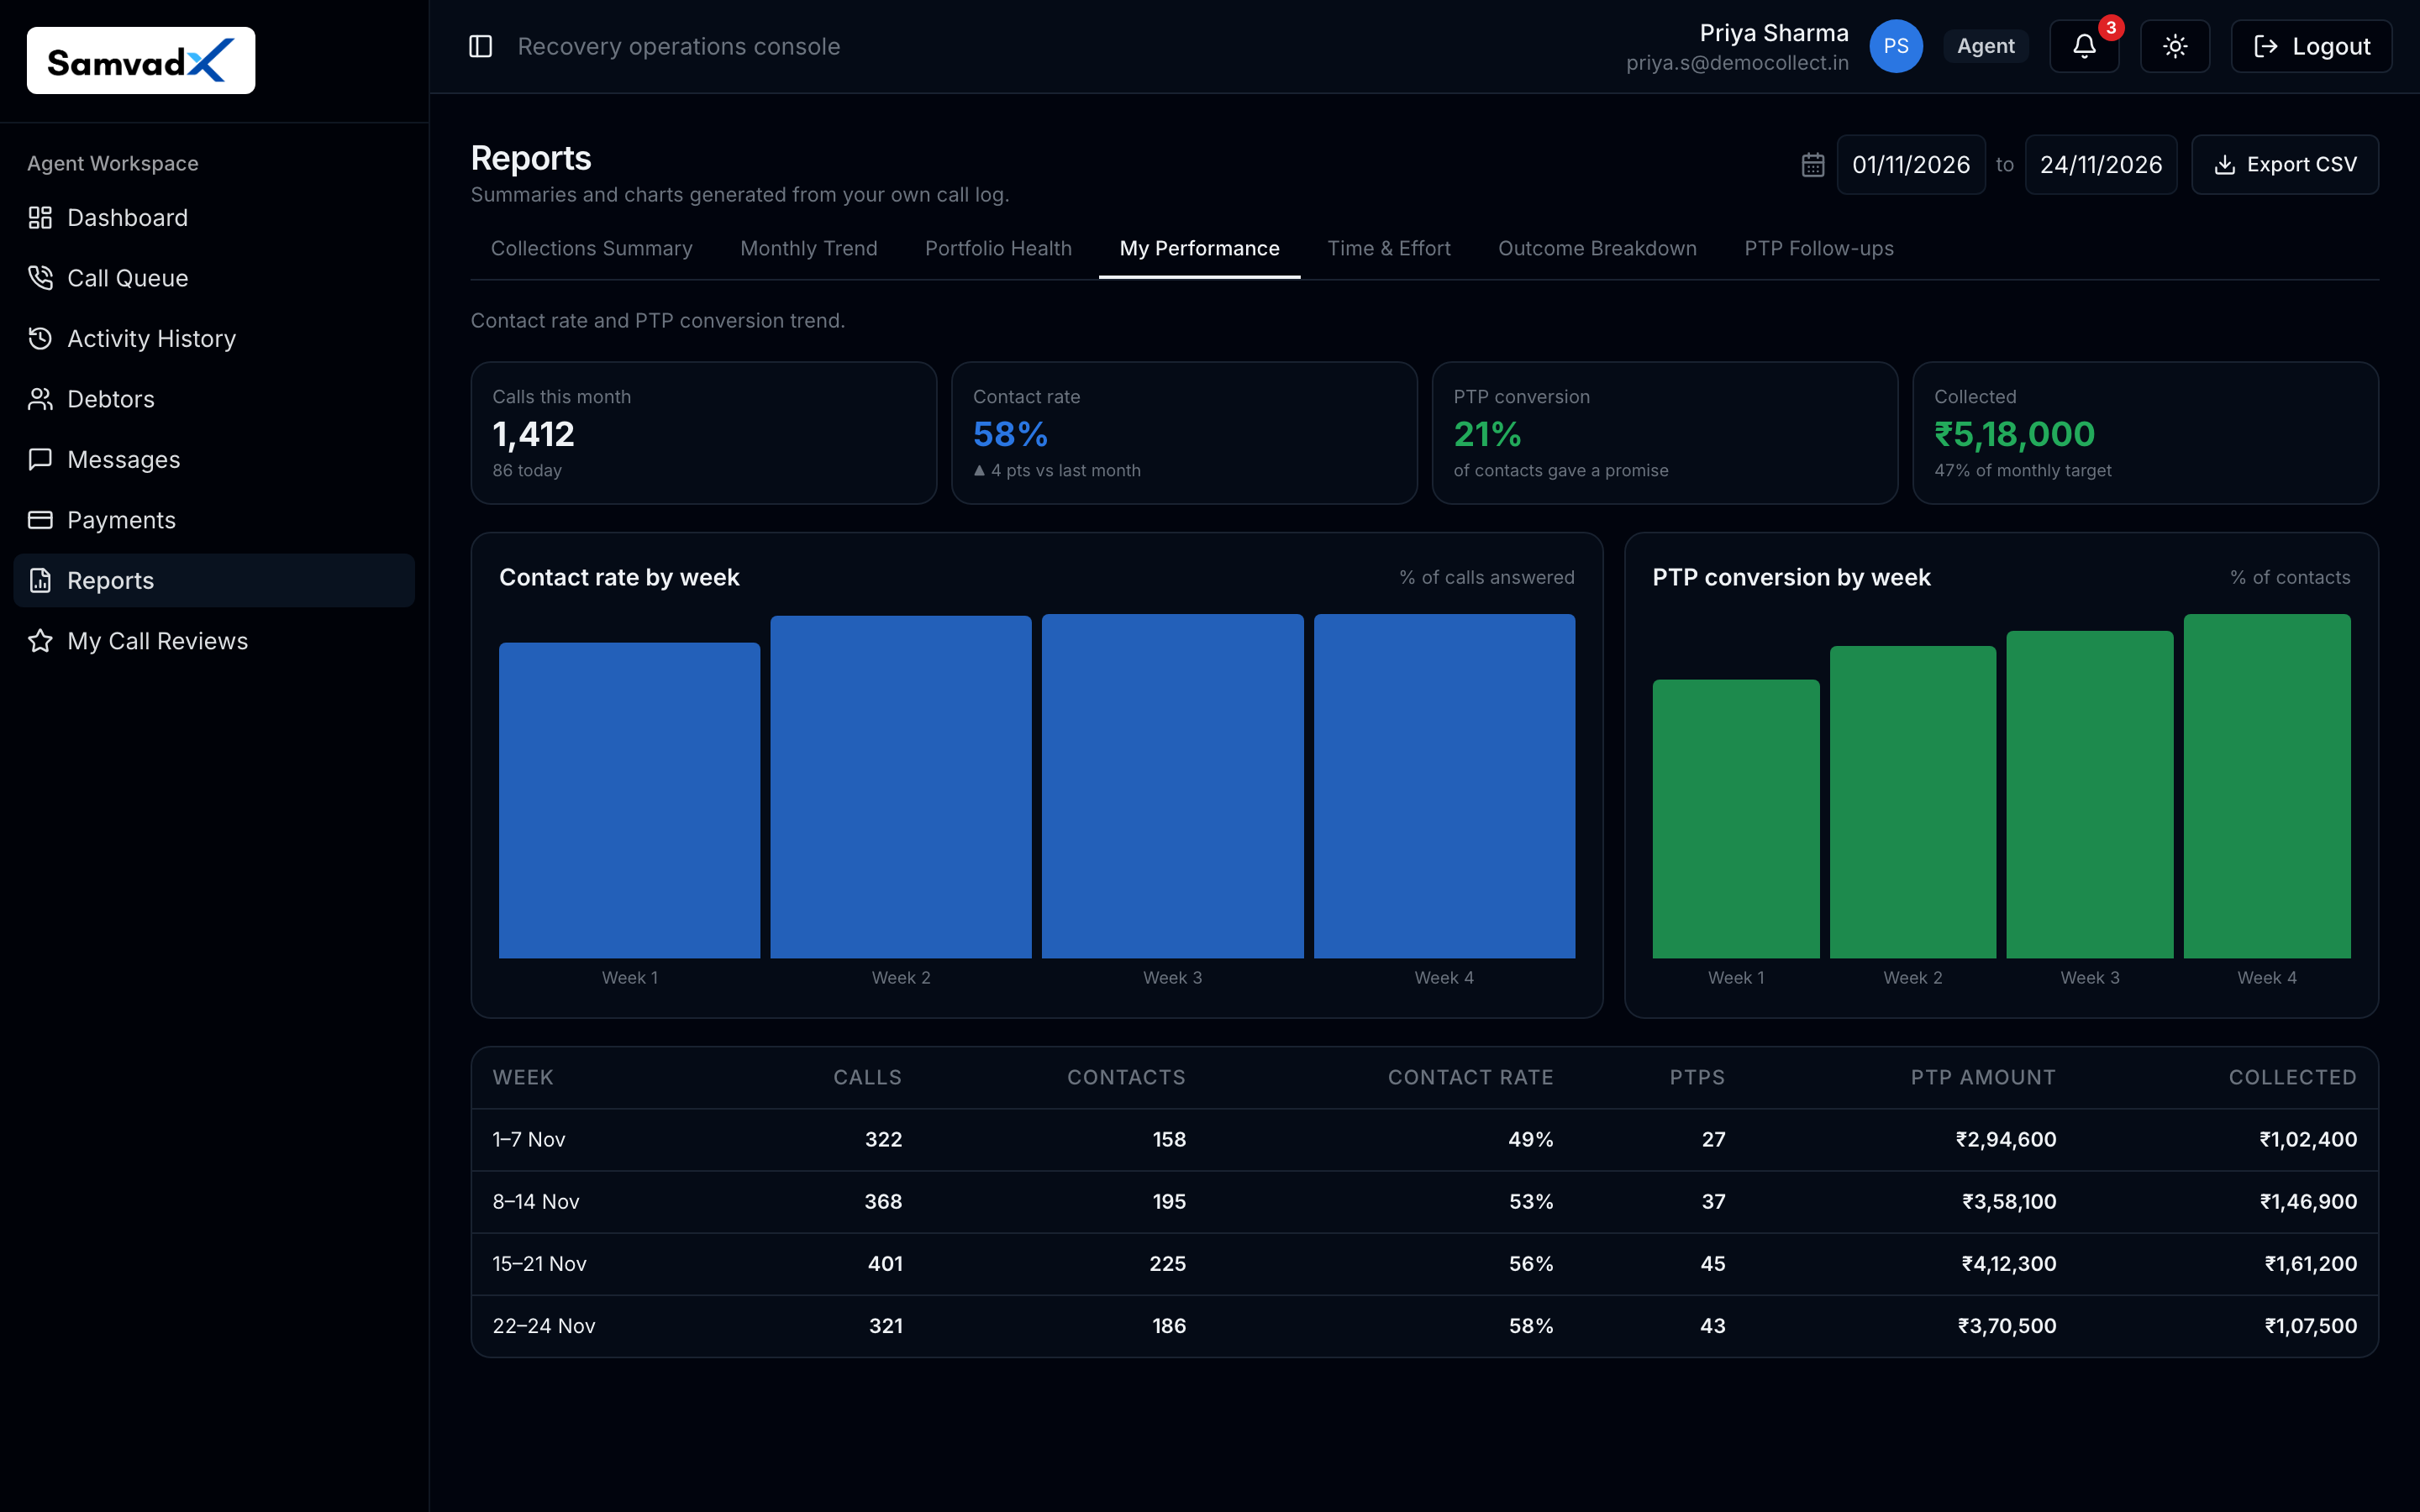 SamvadX
Recovery operations console
Priya Sharma
priya.s@democollect.in
PS
Agent
3
Logout
Agent Workspace
Dashboard
Call Queue
Activity History
Debtors
Messages
Payments
Reports
My Call Reviews
Reports
Summaries and charts generated from your own call log.
01/11/2026 to 24/11/2026
Export CSV
Collections Summary Monthly Trend Portfolio Health My Performance Time & Effort Outcome Breakdown PTP Follow-ups
Contact rate and PTP conversion trend.
Calls this month
1,412
86 today
Contact rate
58%
▲ 4 pts vs last month
PTP conversion
21%
of contacts gave a promise
Collected
₹5,18,000
47% of monthly target
Contact rate by week % of calls answered
Week 1 Week 2 Week 3 Week 4
PTP conversion by week % of contacts
Week 1 Week 2 Week 3 Week 4
WEEK CALLS CONTACTS CONTACT RATE PTPS PTP AMOUNT COLLECTED
1–7 Nov 322 158 49% 27 ₹2,94,600 ₹1,02,400
8–14 Nov 368 195 53% 37 ₹3,58,100 ₹1,46,900
15–21 Nov 401 225 56% 45 ₹4,12,300 ₹1,61,200
22–24 Nov 321 186 58% 43 ₹3,70,500 ₹1,07,500